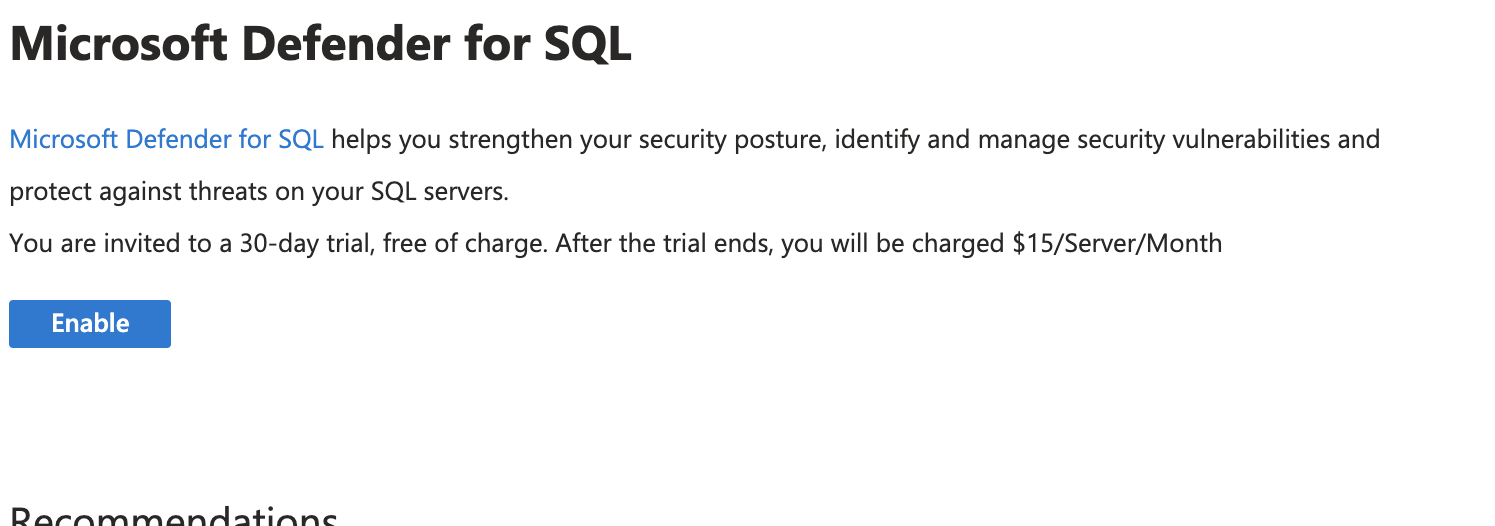 Microsoft Defender for SQL
Microsoft Defender for SQL helps you strengthen your security posture, identify and manage security vulnerabilities and
protect against threats on your SQL servers.
You are invited to a 30-day trial, free of charge. After the trial ends, you will be charged $15/Server/Month
Enable
Recommendations